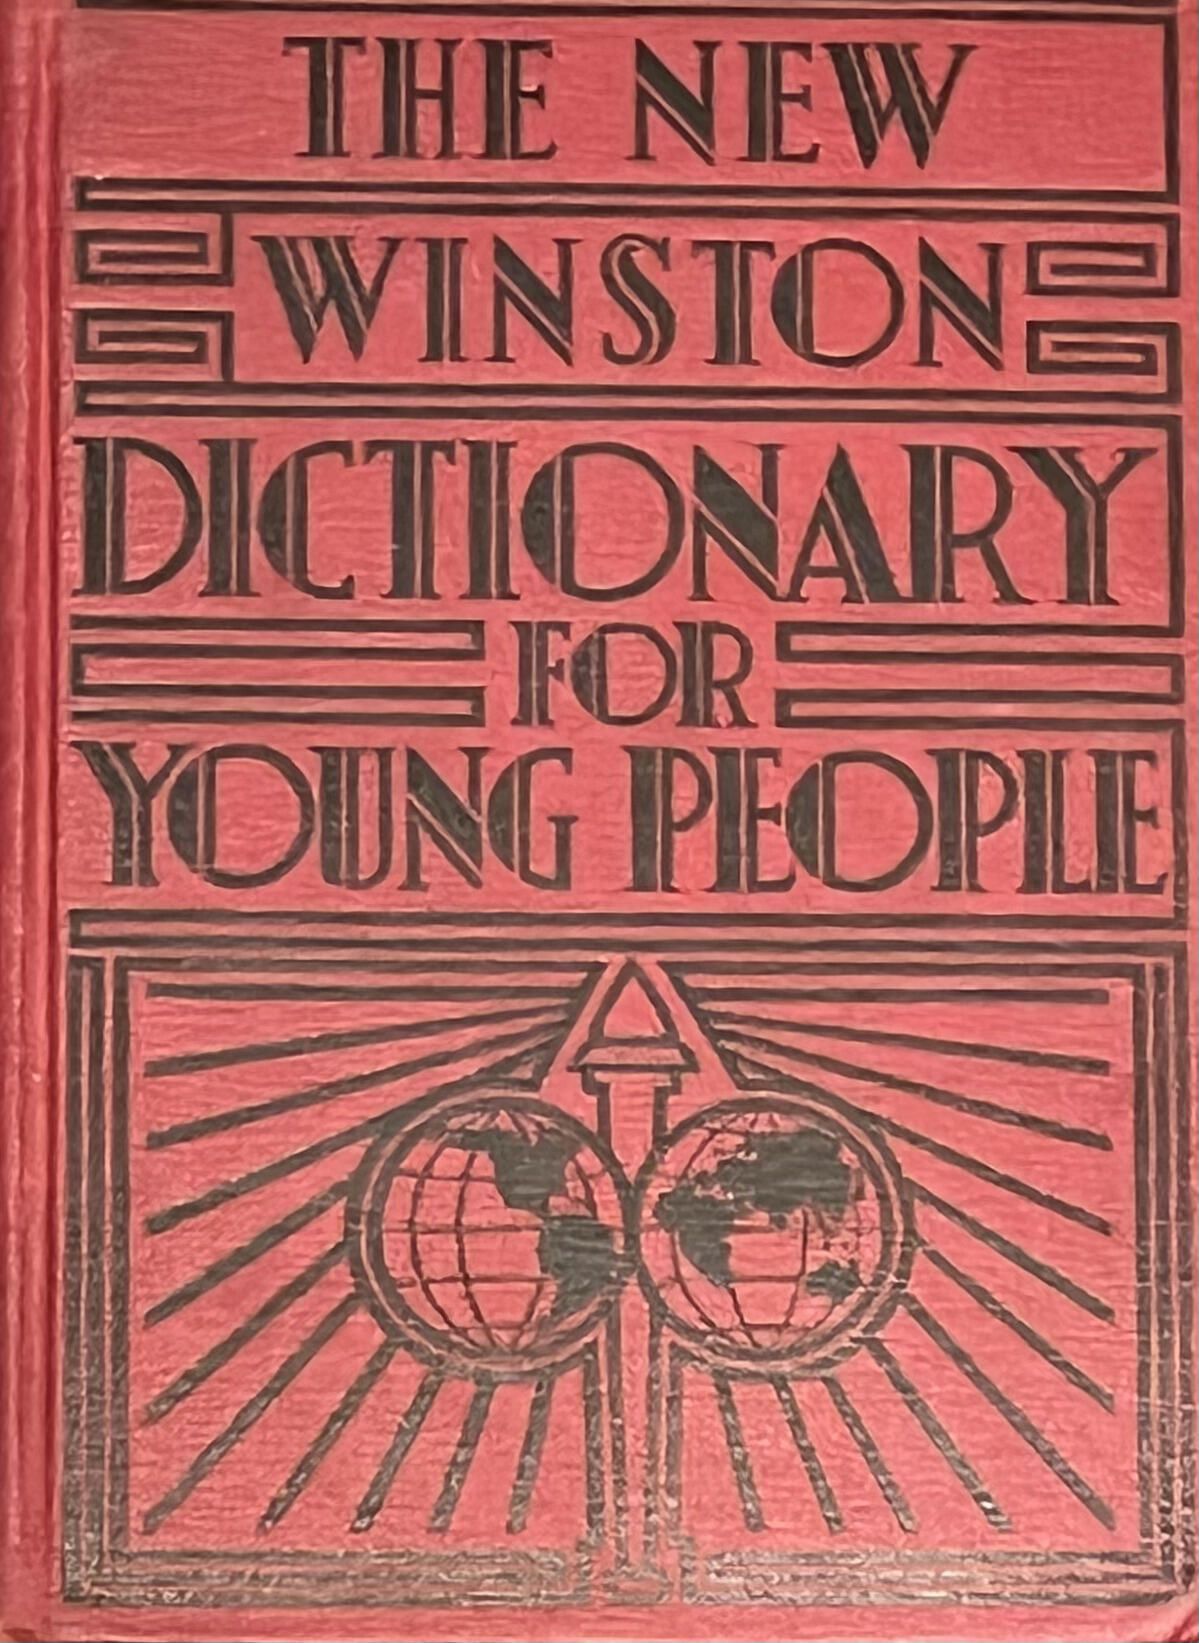 THE NEW
WINSTON
DICTIONARY
FOR
YOUNG PEOPLE